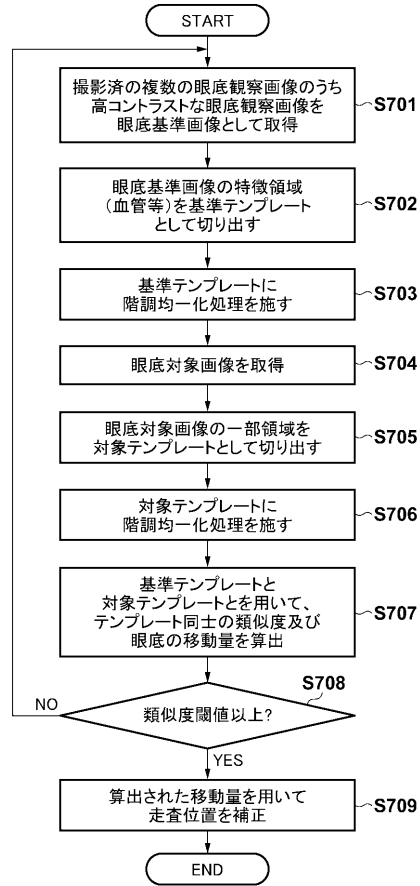 START
撮影済の複数の眼底観察画像のうち
高コントラストな眼底観察画像を
眼底基準画像として取得
S701
眼底基準画像の特徴領域
（血管等）を基準テンプレート
として切り出す
S702
基準テンプレートに
階調均一化処理を施す
S703
眼底対象画像を取得
S704
眼底対象画像の一部領域を
対象テンプレートとして切り出す
S705
対象テンプレートに
階調均一化処理を施す
S706
基準テンプレートと
対象テンプレートとを用いて、
テンプレート同士の類似度及び
眼底の移動量を算出
S707
S708
類似度閾値以上?
NO
YES
算出された移動量を用いて
走査位置を補正
S709
END